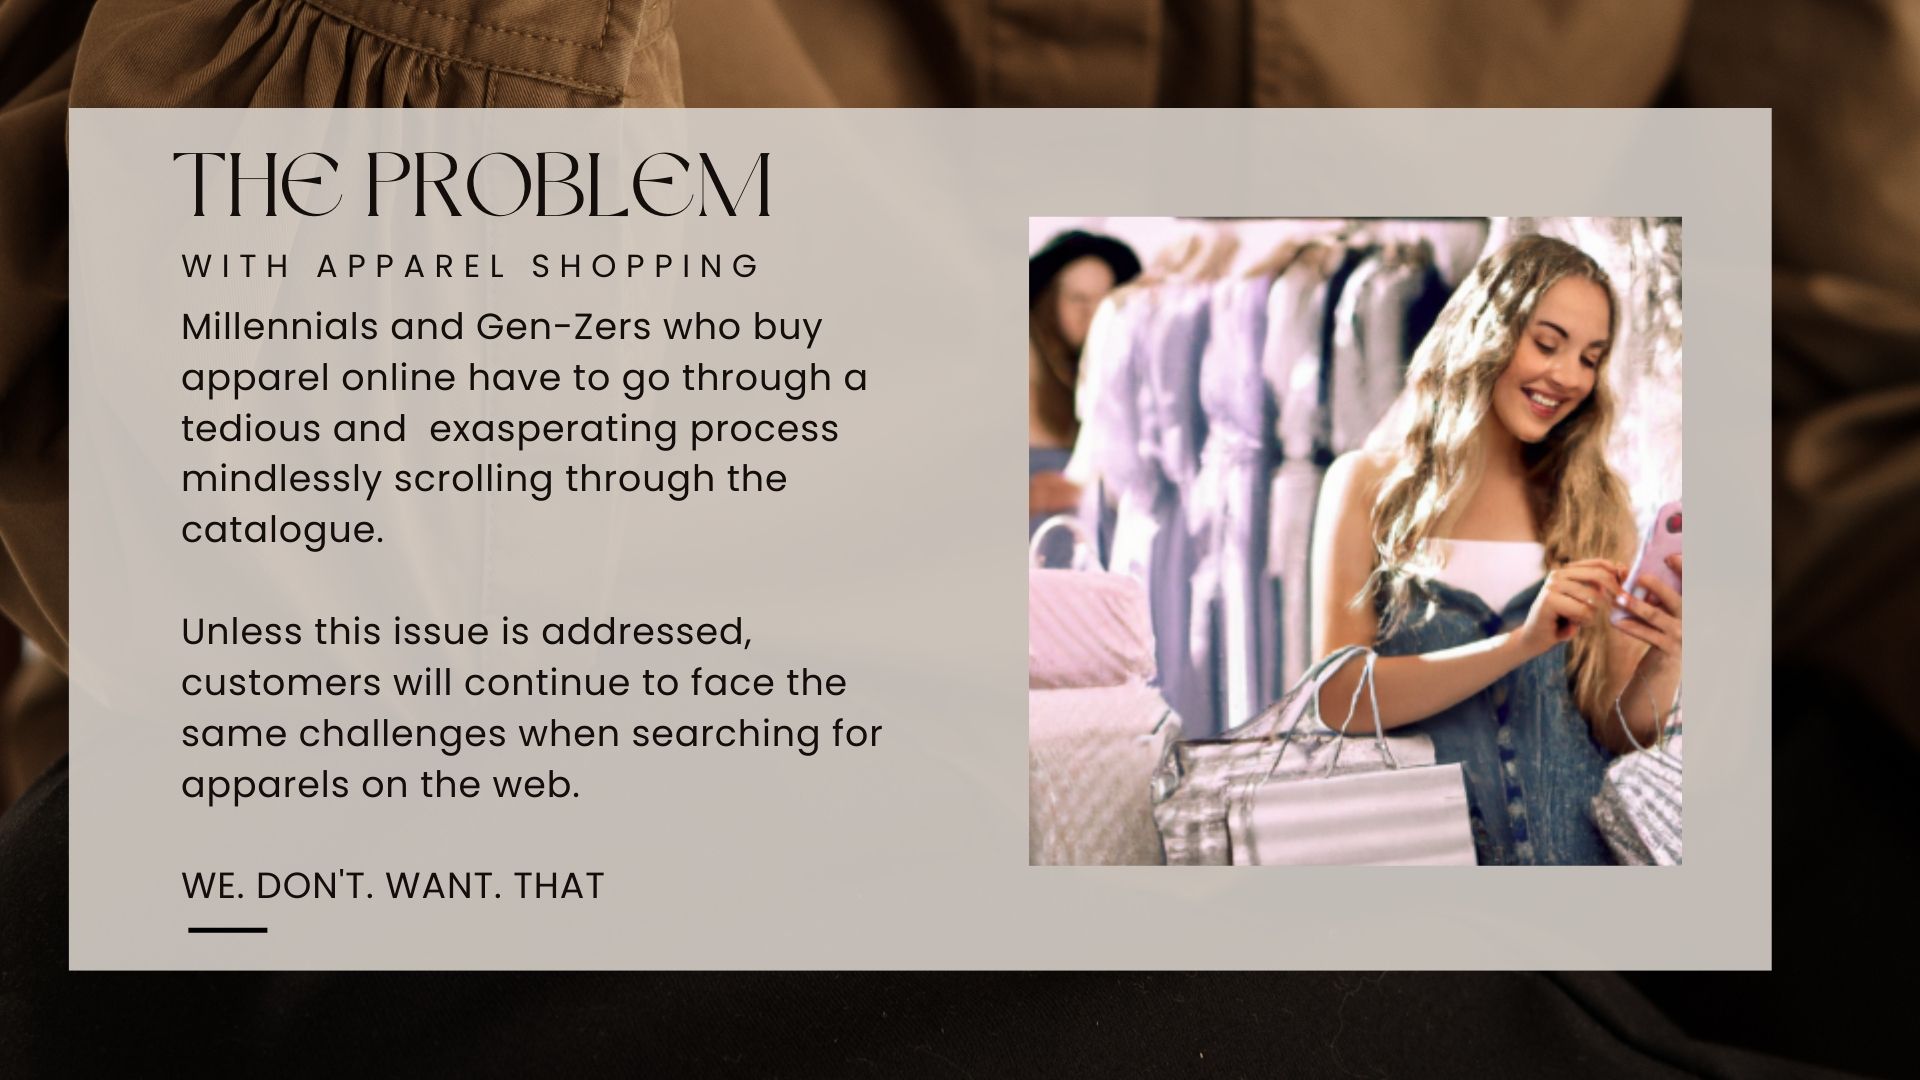 THE PROBLEM
WITH APPAREL SHOPPING
Millennials and Gen-Zers who buy
apparel online have to go through a
tedious and  exasperating process
mindlessly scrolling through the
catalogue.
Unless this issue is addressed,
customers will continue to face the
same challenges when searching for
apparels on the web.
WE. DON'T. WANT. THAT